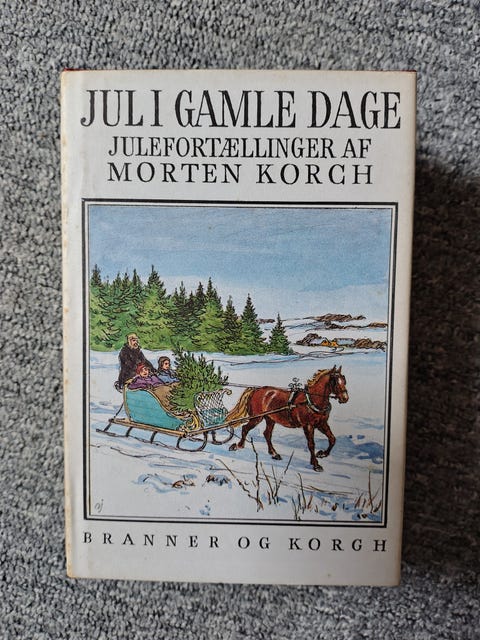 JUL I GAMLE DAGE
JULEFORTÆLLINGER AF
MORTEN KORCH
BRANNER OG KORCH